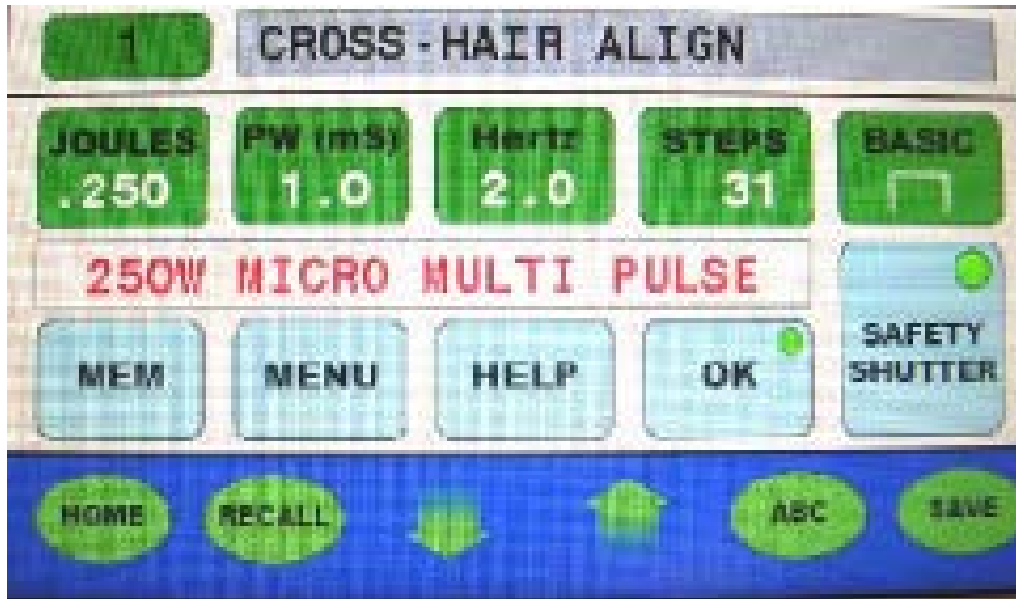 1 CROSS-HAIR ALIGN
JOULES PW (mS) Hertz STEPS BASIC
.250 1.0 2.0 31
250W MICRO MULTI PULSE
SAFETY SHUTTER
MEM MENU HELP OK
HOME RECALL ABC SAVE